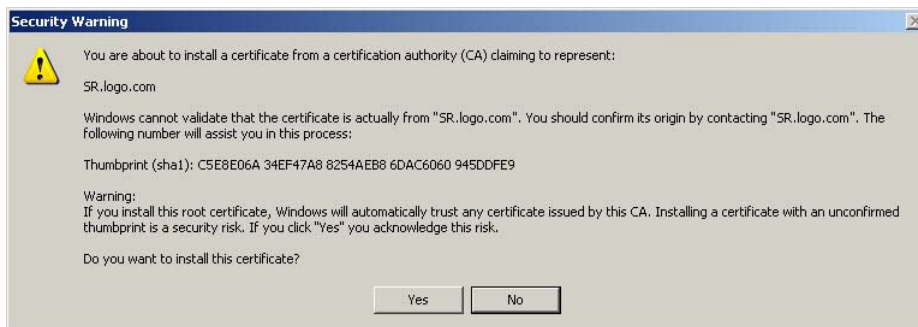 Security Warning
You are about to install a certificate from a certification authority (CA) claiming to represent:
SR.logo.com
Windows cannot validate that the certificate is actually from "SR.logo.com". You should confirm its origin by contacting "SR.logo.com". The
following number will assist you in this process:
Thumbprint (sha1): C5E8E06A 34EF47A8 8254AEB8 6DAC6060 945DDFE9
Warning:
If you install this root certificate, Windows will automatically trust any certificate issued by this CA. Installing a certificate with an unconfirmed
thumbprint is a security risk. If you click "Yes" you acknowledge this risk.
Do you want to install this certificate?
Yes No